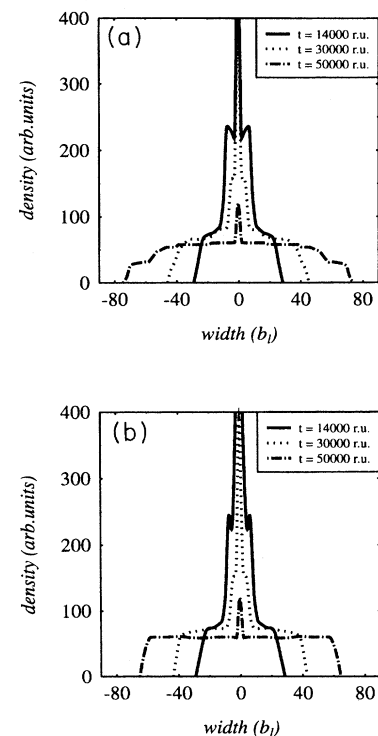 (a)
t = 14000 r.u.
t = 30000 r.u.
t = 50000 r.u.
density (arb.units)
400
300
200
100
0
-80 -40 0 40 80
width (b_l)
(b)
t = 14000 r.u.
t = 30000 r.u.
t = 50000 r.u.
density (arb.units)
400
300
200
100
0
-80 -40 0 40 80
width (b_l)